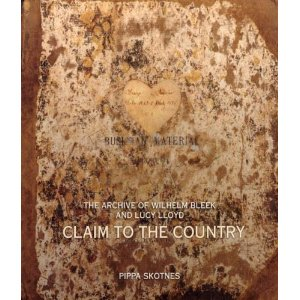 BUSHMAN MATERIAL
THE ARCHIVE OF WILHELM BLEEK
AND LUCY LLOYD
CLAIM TO THE COUNTRY
PIPPA SKOTNES